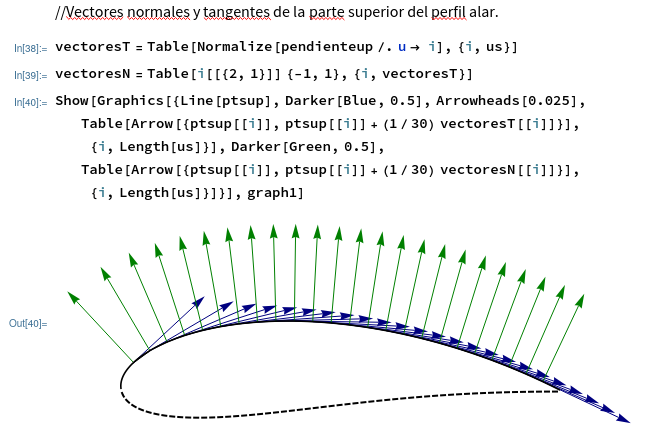 //Vectores normales y tangentes de la parte superior del perfil alar.
In[38]:= vectoresT = Table[Normalize[pendienteup /. u → i], {i, us}]
In[39]:= vectoresN = Table[i[[{2, 1}]] {-1, 1}, {i, vectoresT}]
In[40]:= Show[Graphics[{Line[ptsup], Darker[Blue, 0.5], Arrowheads[0.025],
Table[Arrow[{ptsup[[i]], ptsup[[i]] + (1 / 30) vectoresT[[i]]}],
{i, Length[us]}], Darker[Green, 0.5],
Table[Arrow[{ptsup[[i]], ptsup[[i]] + (1 / 30) vectoresN[[i]]}],
{i, Length[us]}]}], graph1]
Out[40]=